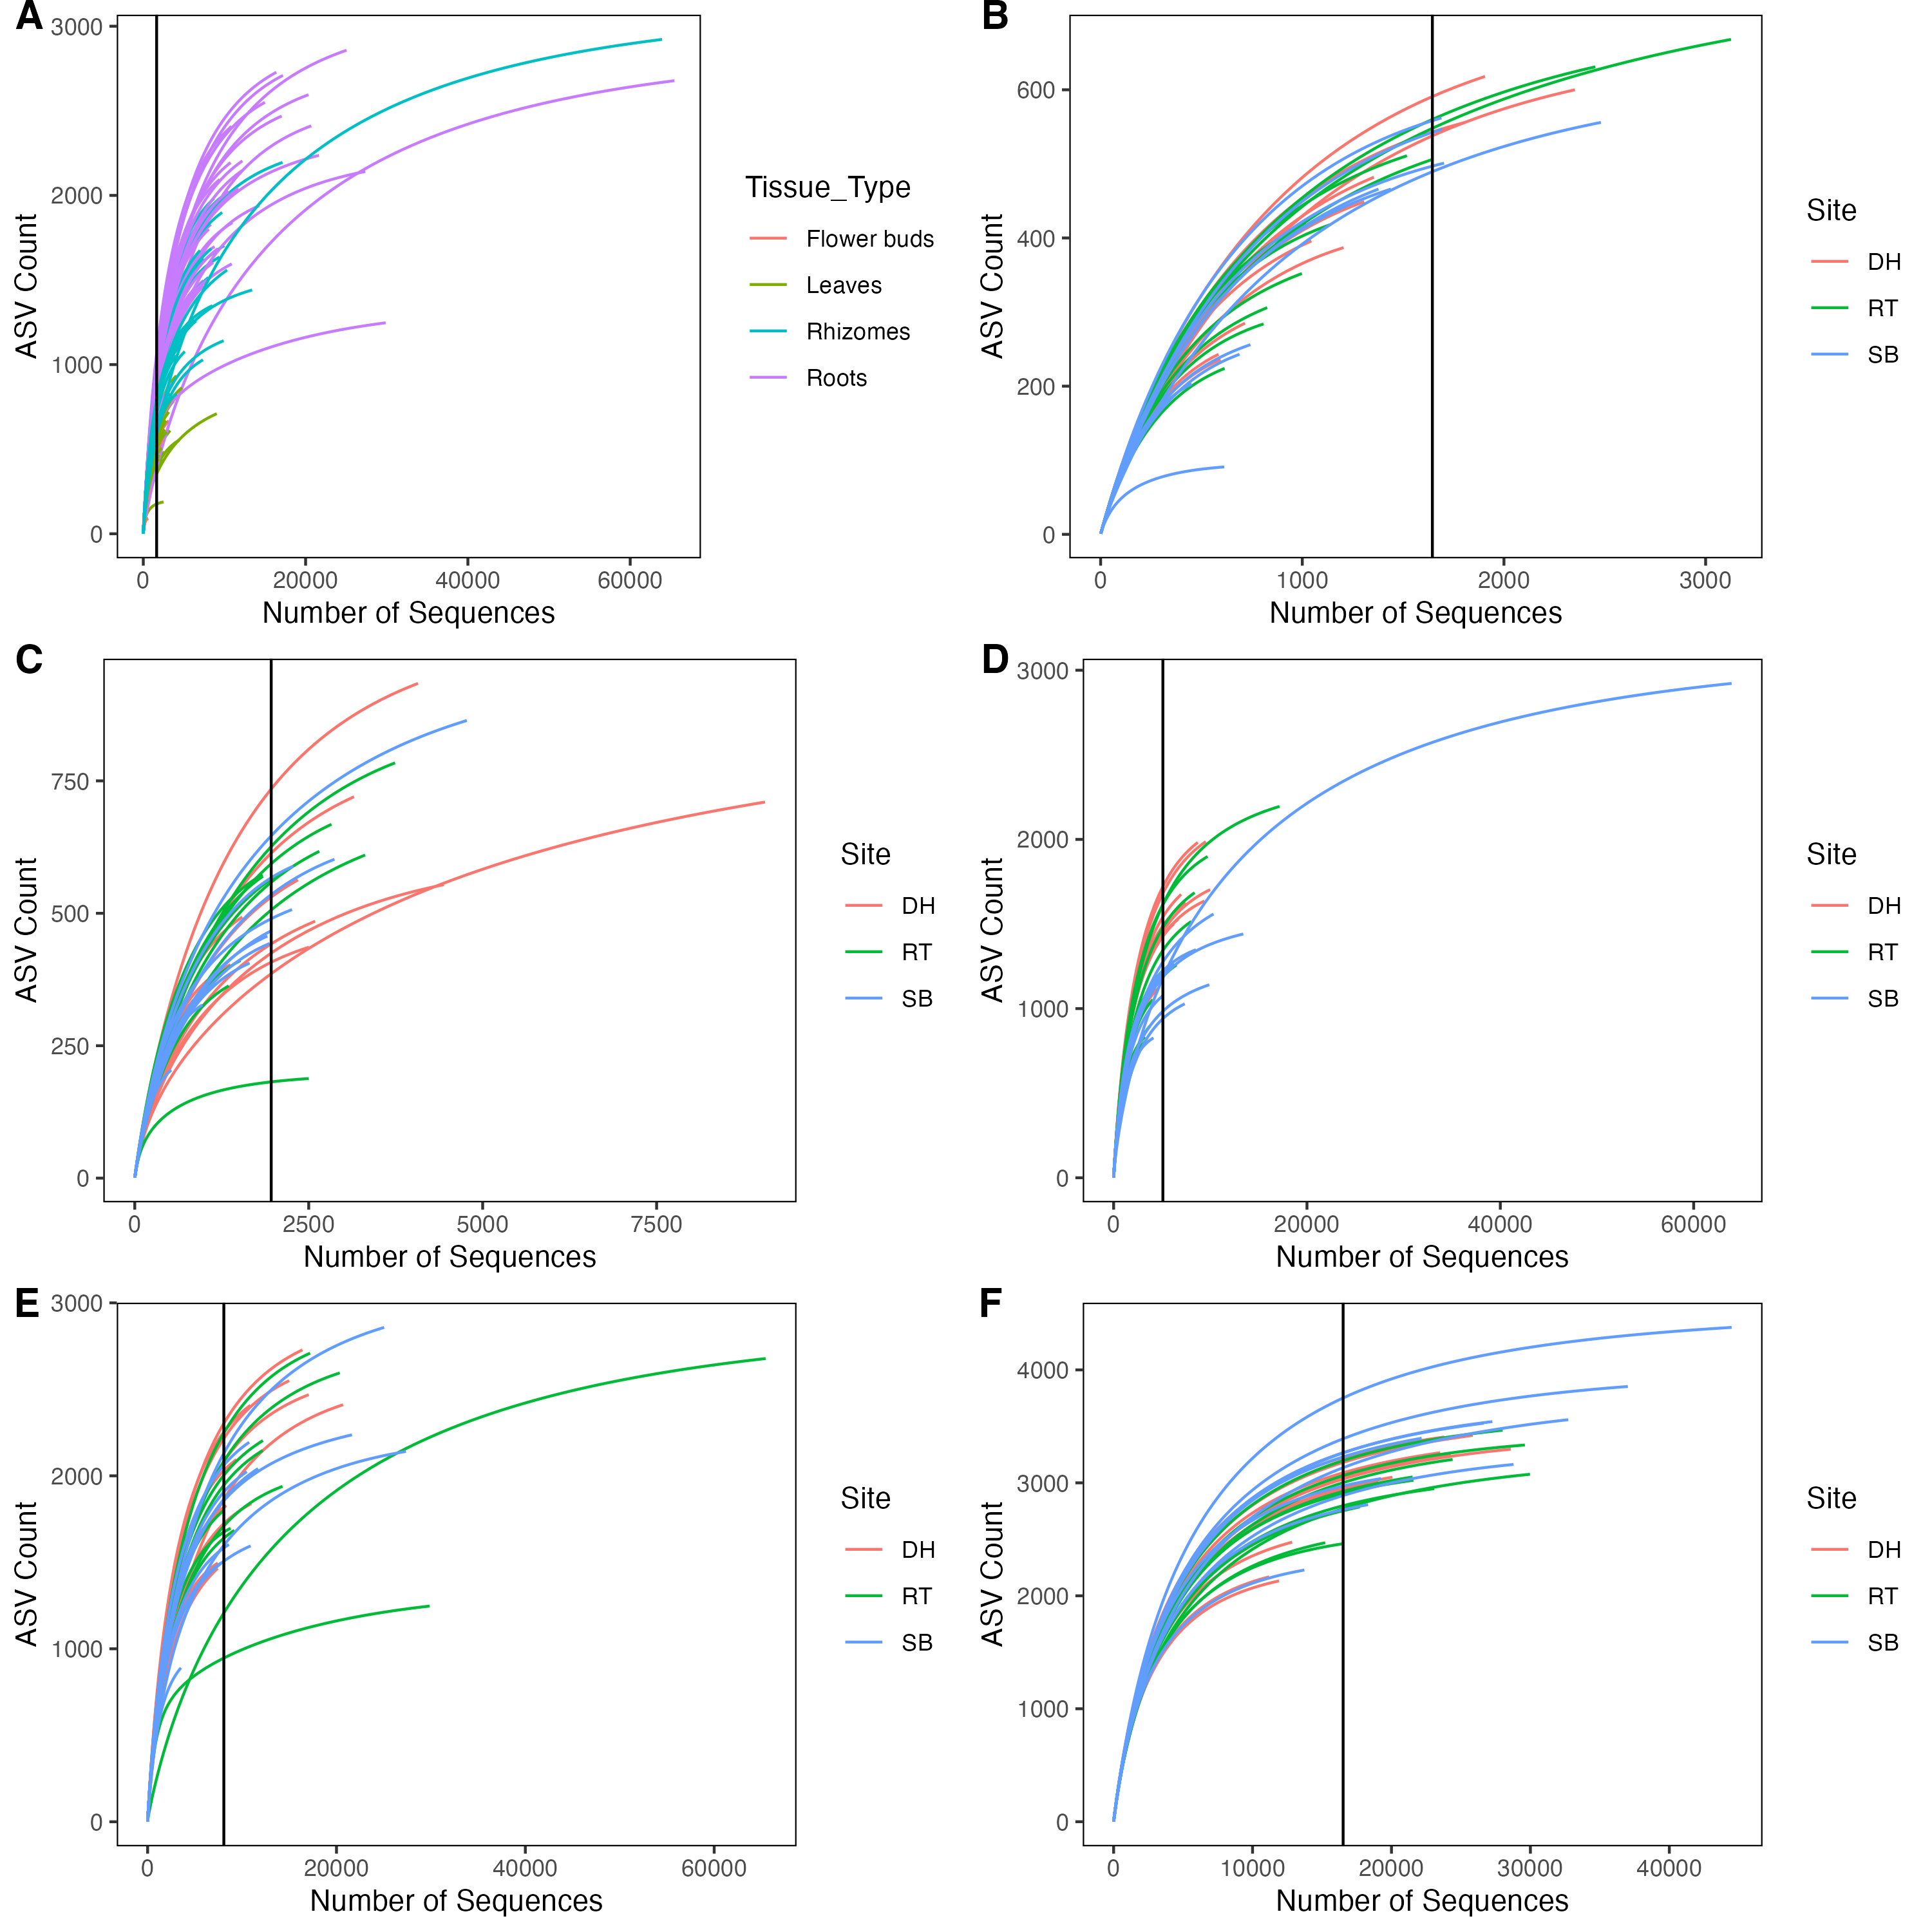 A
3000
2000
1000
0
ASV Count
0 20000 40000 60000
Number of Sequences
Tissue_Type
Flower buds
Leaves
Rhizomes
Roots
B
600
400
200
0
ASV Count
0 1000 2000 3000
Number of Sequences
Site
DH
RT
SB
C
750
500
250
0
ASV Count
0 2500 5000 7500
Number of Sequences
Site
DH
RT
SB
D
3000
2000
1000
0
ASV Count
0 20000 40000 60000
Number of Sequences
Site
DH
RT
SB
E
3000
2000
1000
0
ASV Count
0 20000 40000 60000
Number of Sequences
Site
DH
RT
SB
F
4000
3000
2000
1000
0
ASV Count
0 10000 20000 30000 40000
Number of Sequences
Site
DH
RT
SB